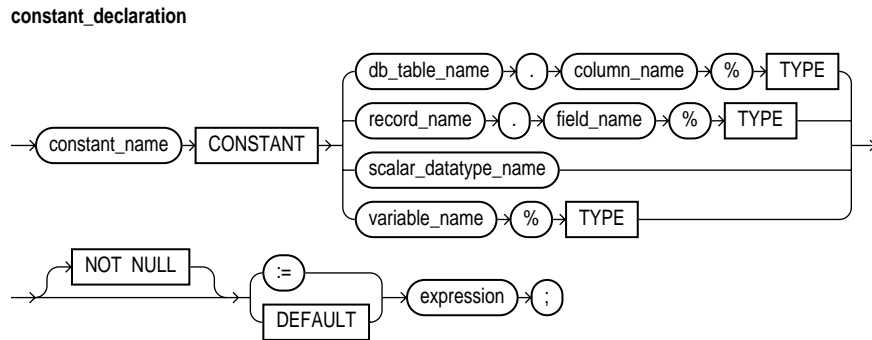 constant_declaration
db_table_name . column_name % TYPE
record_name . field_name % TYPE
constant_name CONSTANT
scalar_datatype_name
variable_name % TYPE
NOT NULL :=
DEFAULT expression ;